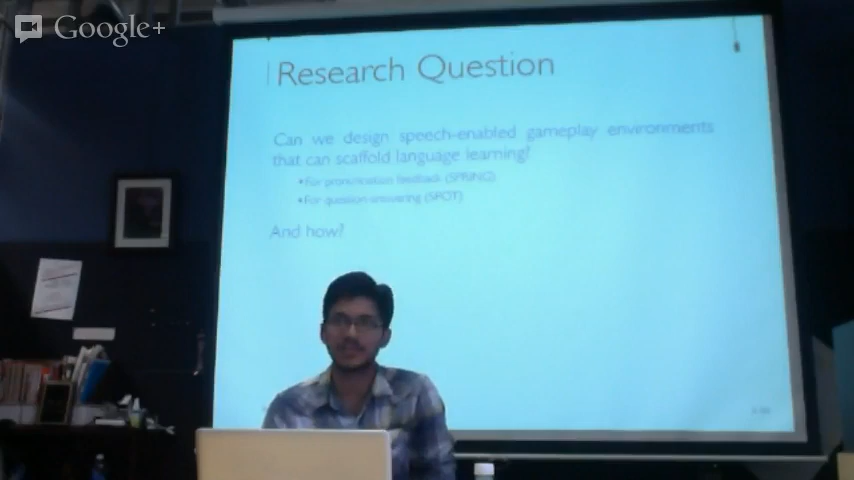 Google+
Research Question
Can we design speech-enabled gameplay environments
that can scaffold language learning?
•For pronunciation feedback (SPRING)
•For question answering (SPOT)
And how?